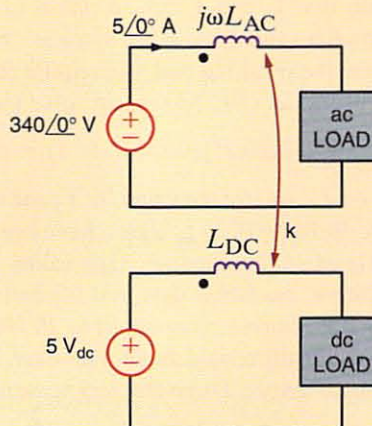 5/0° A
jωL_AC
340/0° V
+
−
ac
LOAD
k
L_DC
5 V_dc
+
−
dc
LOAD